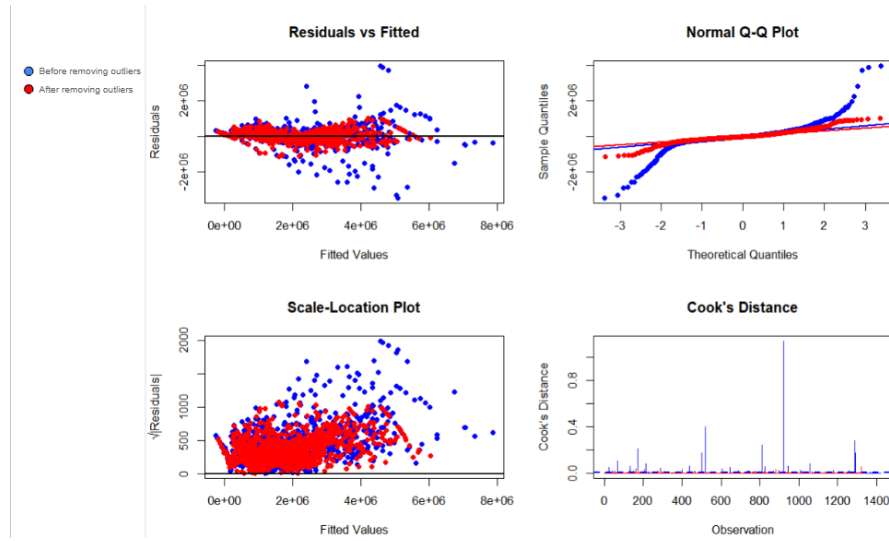 Before removing outliers
After removing outliers
Residuals vs Fitted
Residuals
2e+06
-2e+06
0e+00 2e+06 4e+06 6e+06 8e+06
Fitted Values
Normal Q-Q Plot
Sample Quantiles
2e+06
-2e+06
-3 -2 -1 0 1 2 3
Theoretical Quantiles
Scale-Location Plot
√|Residuals|
2000
1000
500
0
0e+00 2e+06 4e+06 6e+06 8e+06
Fitted Values
Cook's Distance
Cook's Distance
0.8
0.4
0.0
0 200 400 600 800 1000 1200 1400
Observation